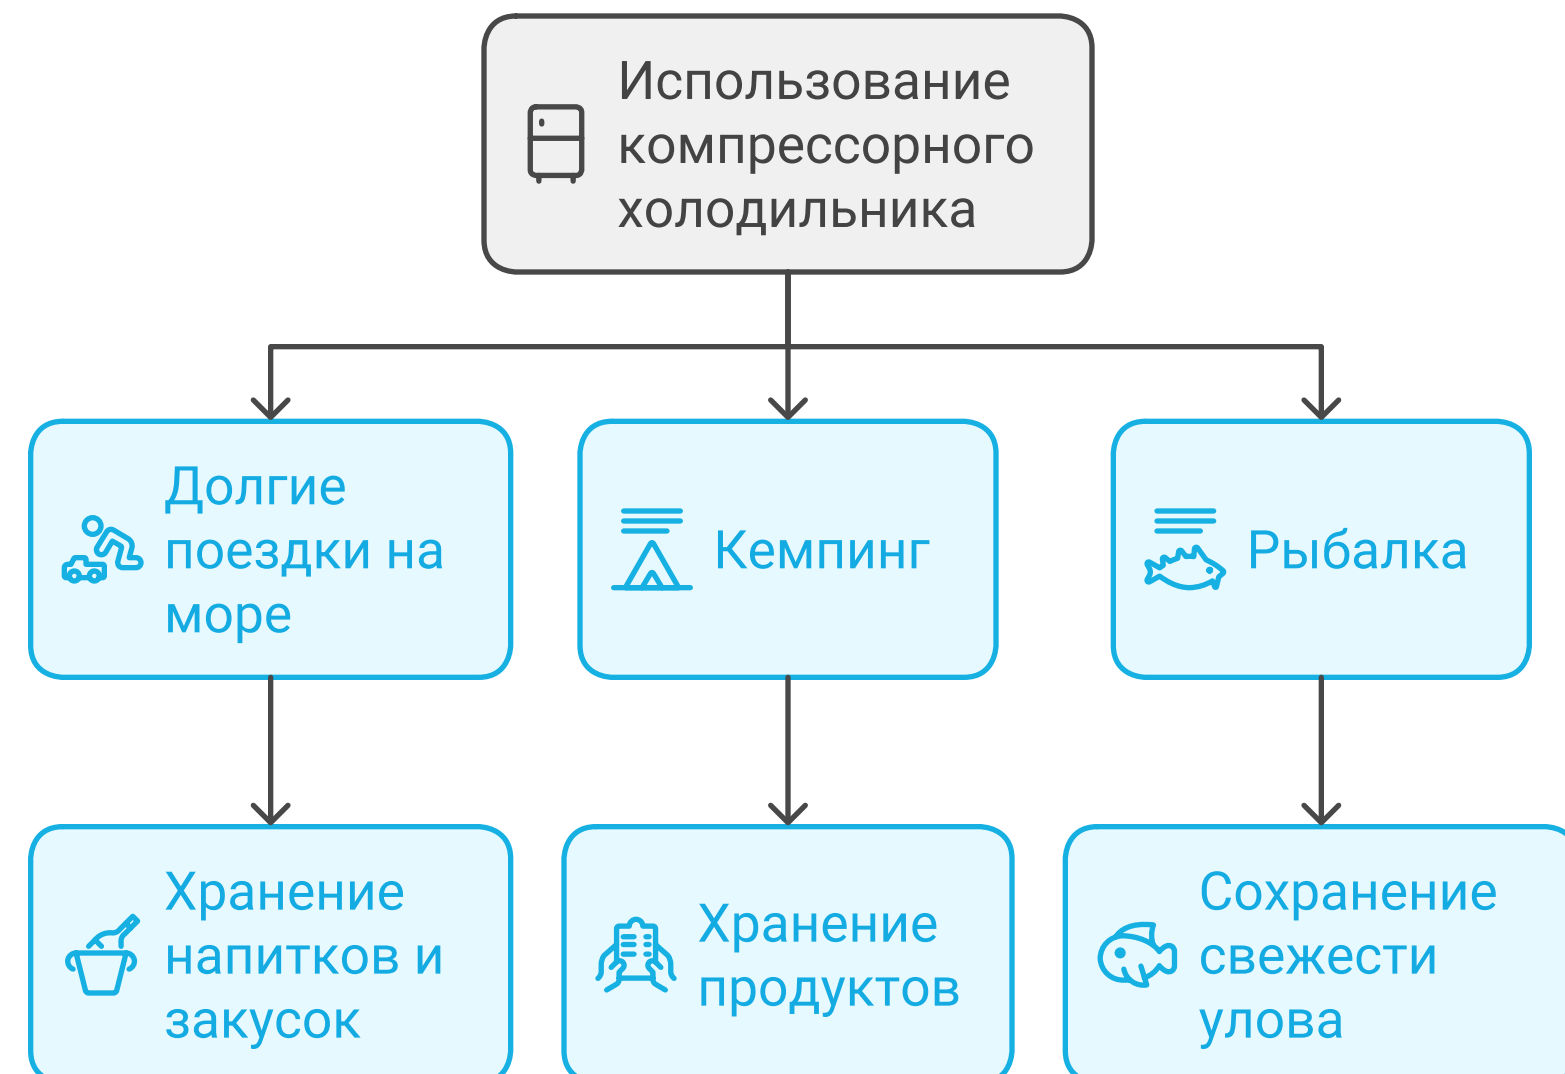 Использование
компрессорного
холодильника
Долгие
поездки на
море
Кемпинг
Рыбалка
Хранение
напитков и
закусок
Хранение
продуктов
Сохранение
свежести
улова